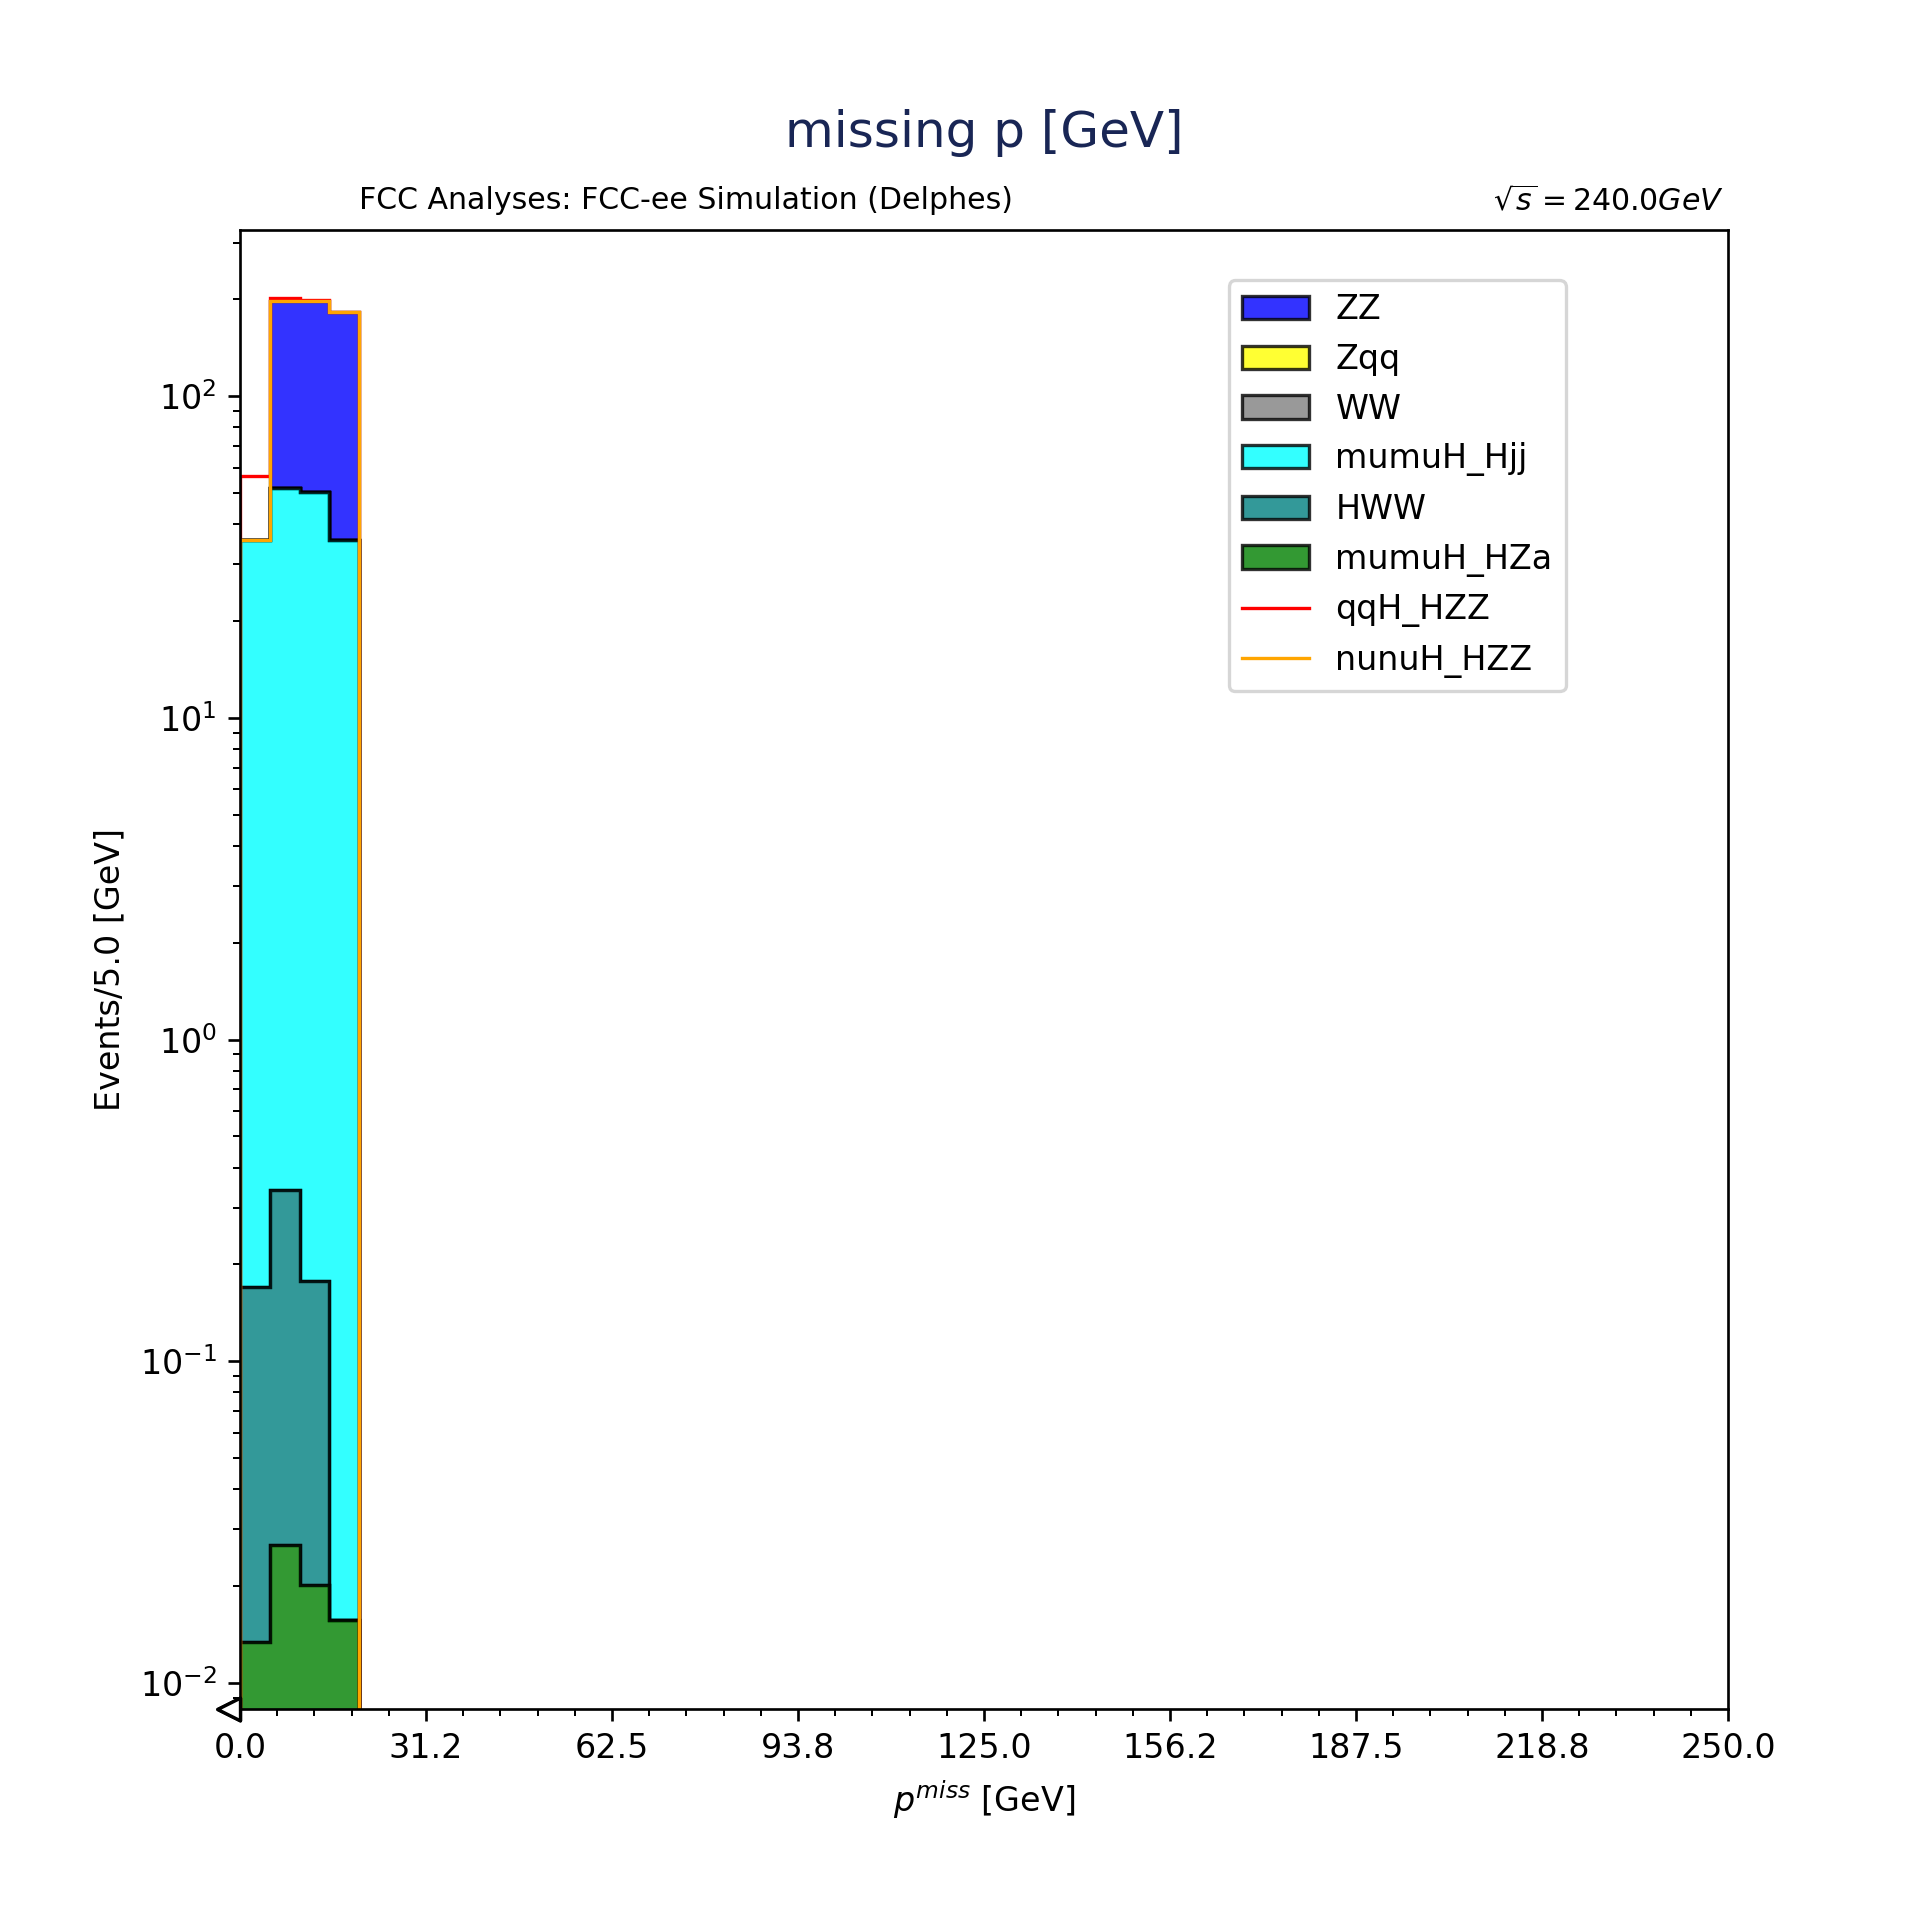 missing p [GeV]
FCC Analyses: FCC-ee Simulation (Delphes)
√s = 240.0GeV
ZZ
Zqq
WW
mumuH_Hjj
HWW
mumuH_HZa
qqH_HZZ
nunuH_HZZ
10²
10¹
10⁰
10⁻¹
10⁻²
Events/5.0 [GeV]
0.0 31.2 62.5 93.8 125.0 156.2 187.5 218.8 250.0
pᵐⁱˢˢ [GeV]